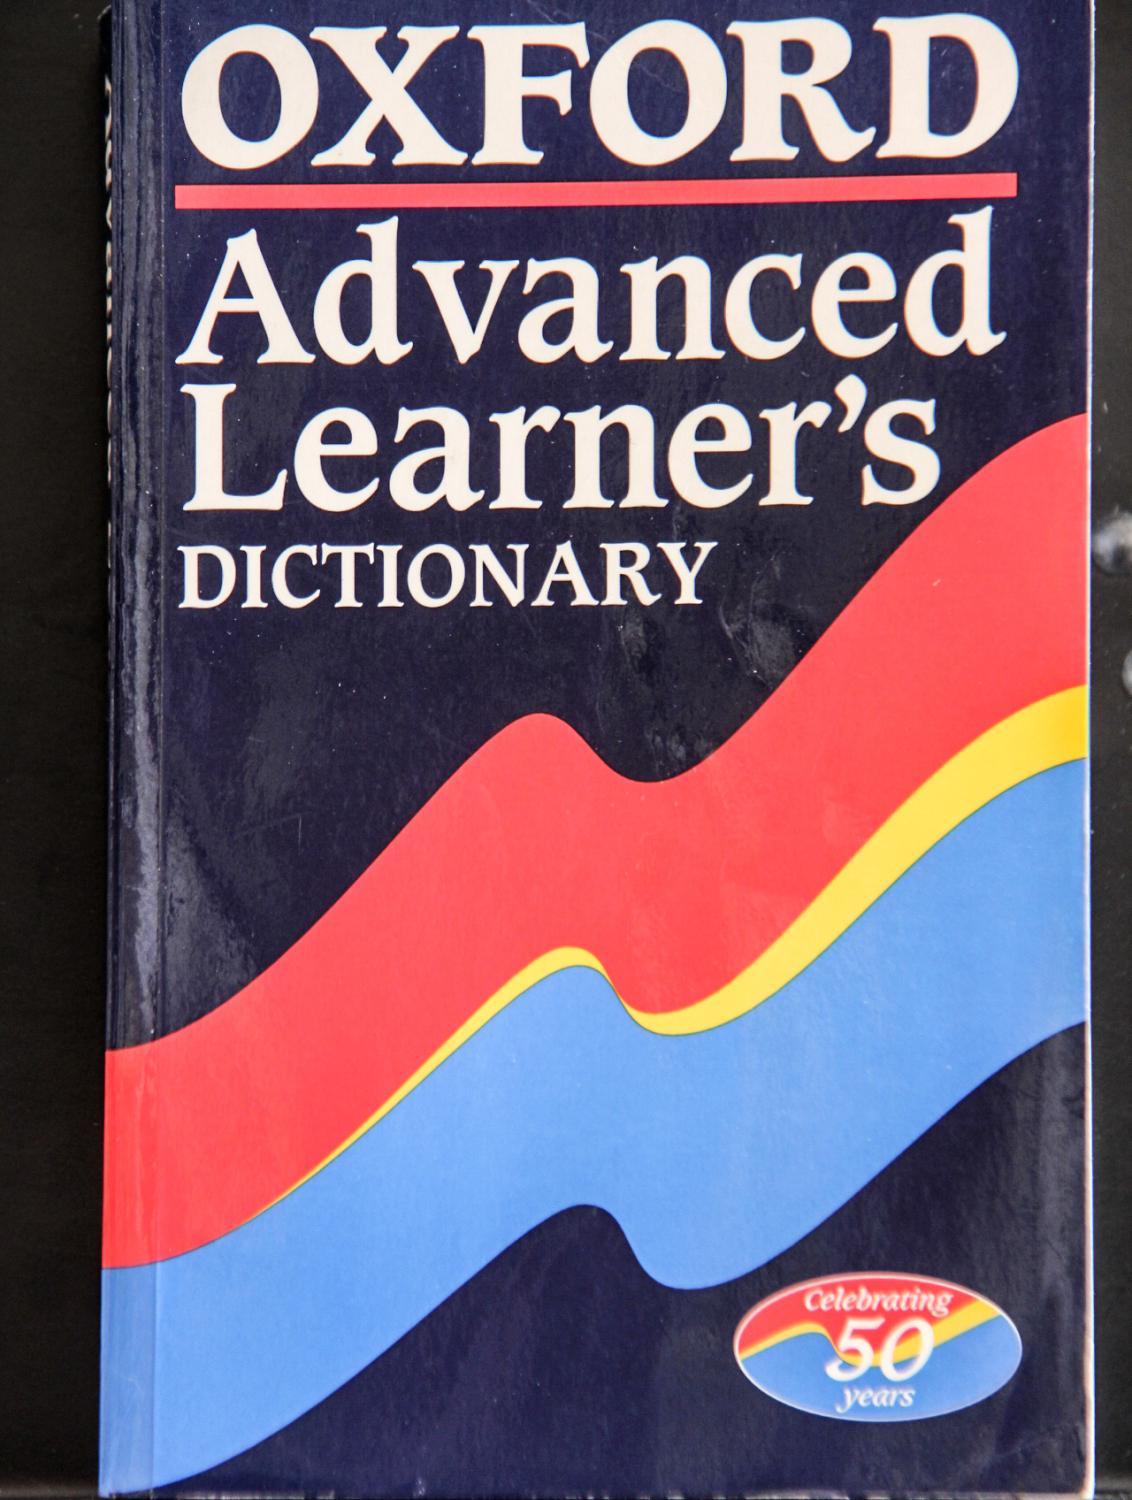 OXFORD
Advanced
Learner's
DICTIONARY
Celebrating
50
years